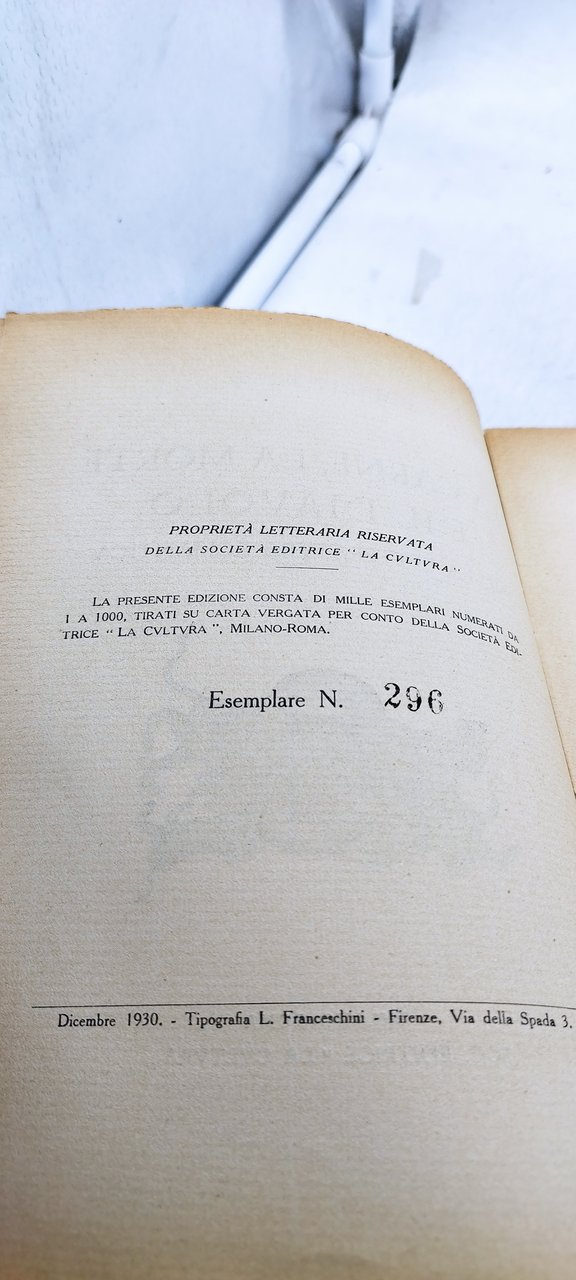 PROPRIETÀ LETTERARIA RISERVATA
DELLA SOCIETÀ EDITRICE “ LA CVLTVRA ”
LA PRESENTE EDIZIONE CONSTA DI MILLE ESEMPLARI NUMERATI DA
1 A 1000, TIRATI SU CARTA VERGATA PER CONTO DELLA SOCIETÀ EDI-
TRICE “ LA CVLTVRA ”, MILANO-ROMA.
Esemplare N. 296
Dicembre 1930. - Tipografia L. Franceschini - Firenze, Via della Spada 3.